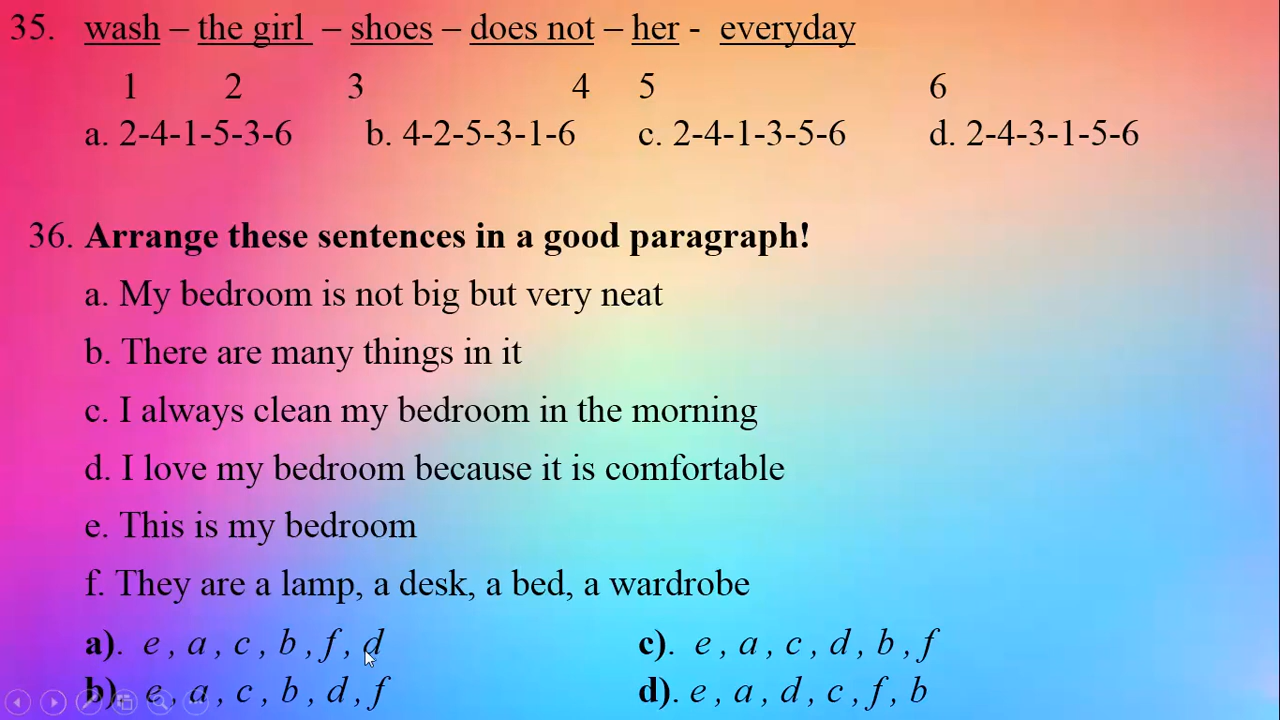 35. wash – the girl – shoes – does not – her - everyday
1 2 3 4 5 6
a. 2-4-1-5-3-6 b. 4-2-5-3-1-6 c. 2-4-1-3-5-6 d. 2-4-3-1-5-6
36. Arrange these sentences in a good paragraph!
a. My bedroom is not big but very neat
b. There are many things in it
c. I always clean my bedroom in the morning
d. I love my bedroom because it is comfortable
e. This is my bedroom
f. They are a lamp, a desk, a bed, a wardrobe
a). e , a , c , b , f , d c). e , a , c , d , b , f
b). e , a , c , b , d , f d). e , a , d , c , f , b